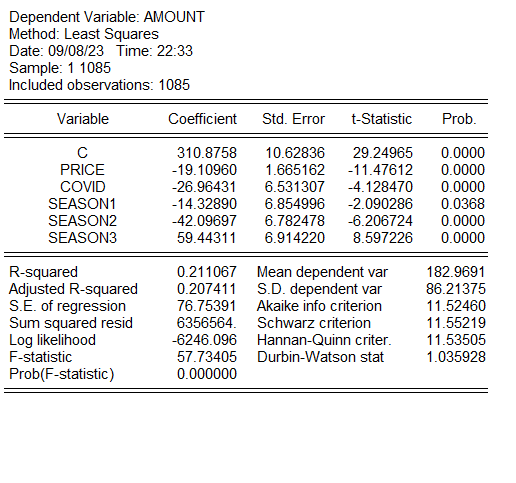 Dependent Variable: AMOUNT
Method: Least Squares
Date: 09/08/23 Time: 22:33
Sample: 1 1085
Included observations: 1085
Variable Coefficient Std. Error t-Statistic Prob.
C 310.8758 10.62836 29.24965 0.0000
PRICE -19.10960 1.665162 -11.47612 0.0000
COVID -26.96431 6.531307 -4.128470 0.0000
SEASON1 -14.32890 6.854996 -2.090286 0.0368
SEASON2 -42.09697 6.782478 -6.206724 0.0000
SEASON3 59.44311 6.914220 8.597226 0.0000
R-squared 0.211067 Mean dependent var 182.9691
Adjusted R-squared 0.207411 S.D. dependent var 86.21375
S.E. of regression 76.75391 Akaike info criterion 11.52460
Sum squared resid 6356564. Schwarz criterion 11.55219
Log likelihood -6246.096 Hannan-Quinn criter. 11.53505
F-statistic 57.73405 Durbin-Watson stat 1.035928
Prob(F-statistic) 0.000000